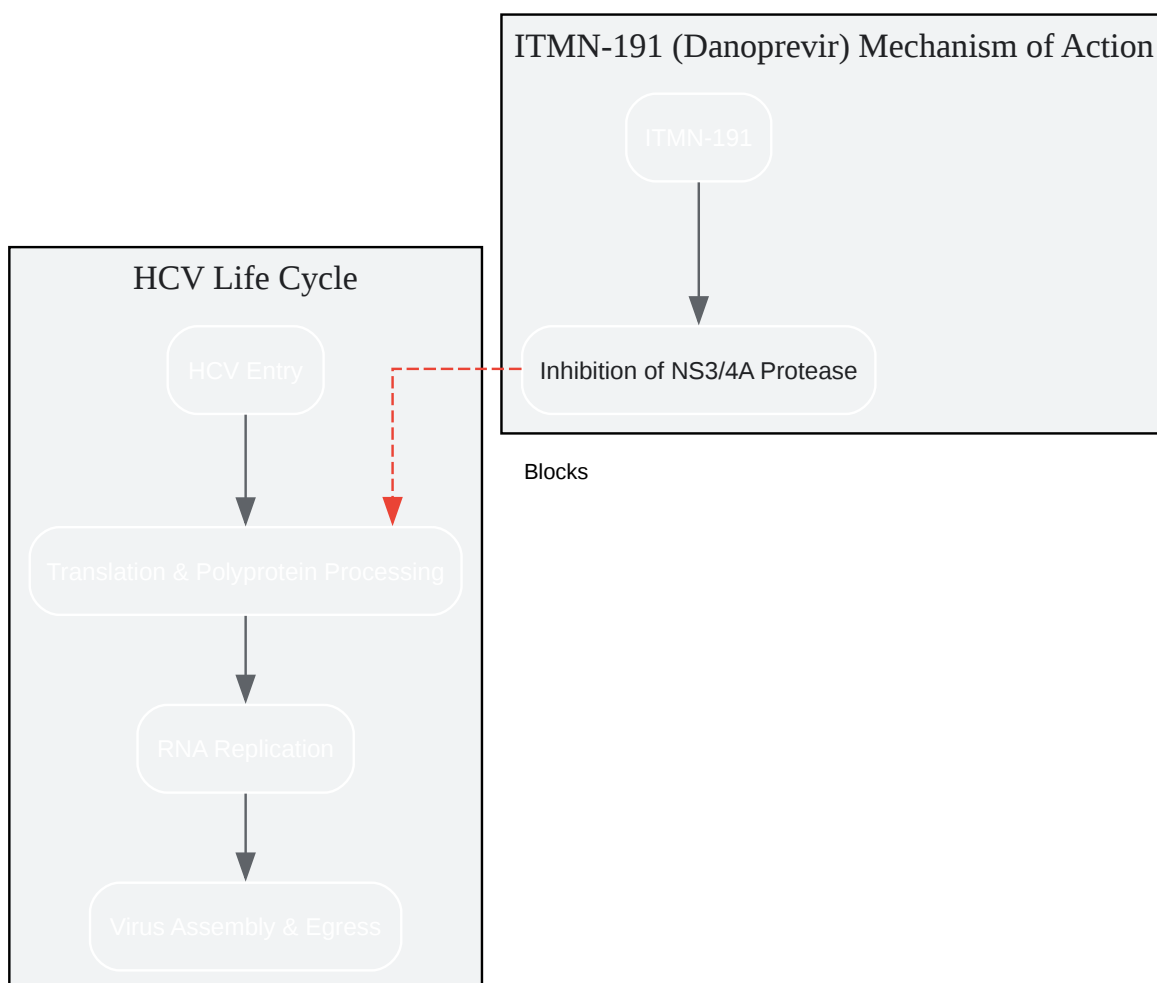 ITMN-191 (Danoprevir) Mechanism of Action
ITMN-191
HCV Life Cycle
HCV Entry
Inhibition of NS3/4A Protease
Blocks
Translation & Polyprotein Processing
RNA Replication
Virus Assembly & Egress